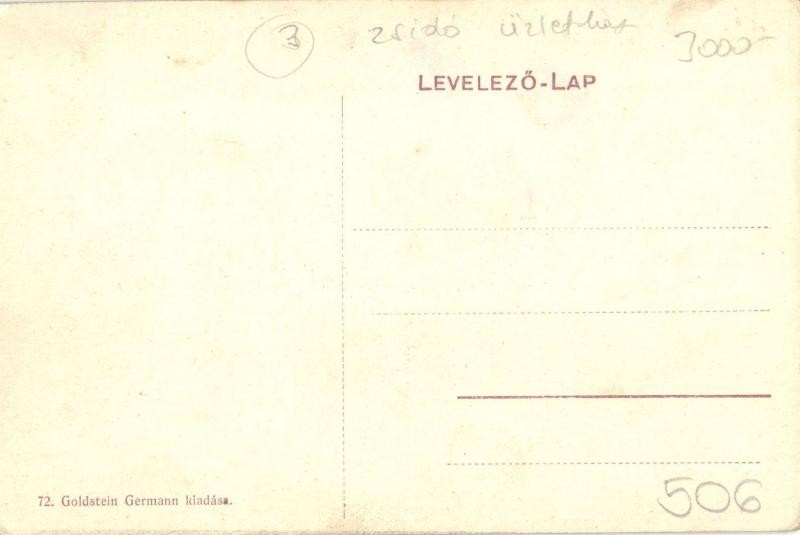 3 zsidó üzletház 3000-
LEVELEZŐ-LAP
72. Goldstein Germann kiadása.
506